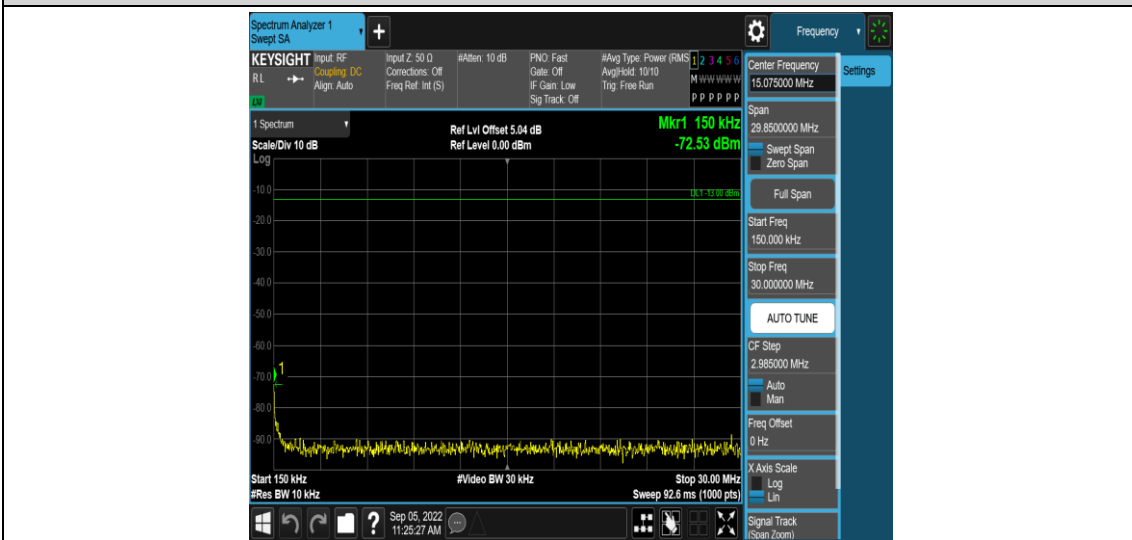 Spectrum Analyzer 1
Swept SA
+
Frequency
KEYSIGHT
RL
Input: RF
Coupling: DC
Align: Auto
Input Z: 50 Ω
Corrections: Off
Freq Ref: Int (S)
#Atten: 10 dB
PNO: Fast
Gate: Off
IF Gain: Low
Sig Track: Off
#Avg Type: Power (RMS
Avg|Hold: 10/10
Trig: Free Run
1 2 3 4 5 6
M W W W W W
P P P P P P
Center Frequency
15.075000 MHz
Settings
Span
29.8500000 MHz
Swept Span
Zero Span
Full Span
Start Freq
150.000 kHz
Stop Freq
30.000000 MHz
AUTO TUNE
CF Step
2.985000 MHz
Auto
Man
Freq Offset
0 Hz
X Axis Scale
Log
Lin
Signal Track
(Span Zoom)
1 Spectrum
Scale/Div 10 dB
Log
Ref Lvl Offset 5.04 dB
Ref Level 0.00 dBm
Mkr1 150 kHz
-72.53 dBm
DL1 -13.00 dBm
-10.0
-20.0
-30.0
-40.0
-50.0
-60.0
-70.0
-80.0
-90.0
1
Start 150 kHz
#Res BW 10 kHz
#Video BW 30 kHz
Stop 30.00 MHz
Sweep 92.6 ms (1000 pts)
?
Sep 05, 2022
11:25:27 AM